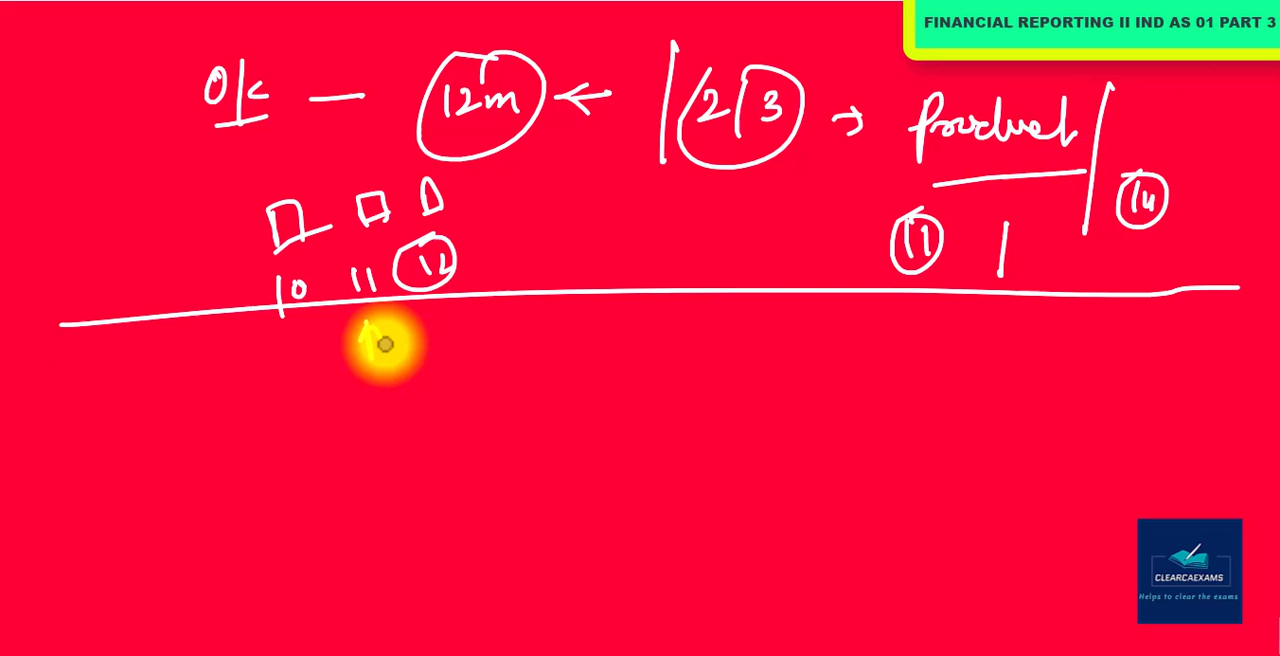 FINANCIAL REPORTING II IND AS 01 PART 3
O/c — 12m ← | 2/3 → product |
10 11 12 11 | 14
CLEARCAEXAMS
Helps to clear the exams